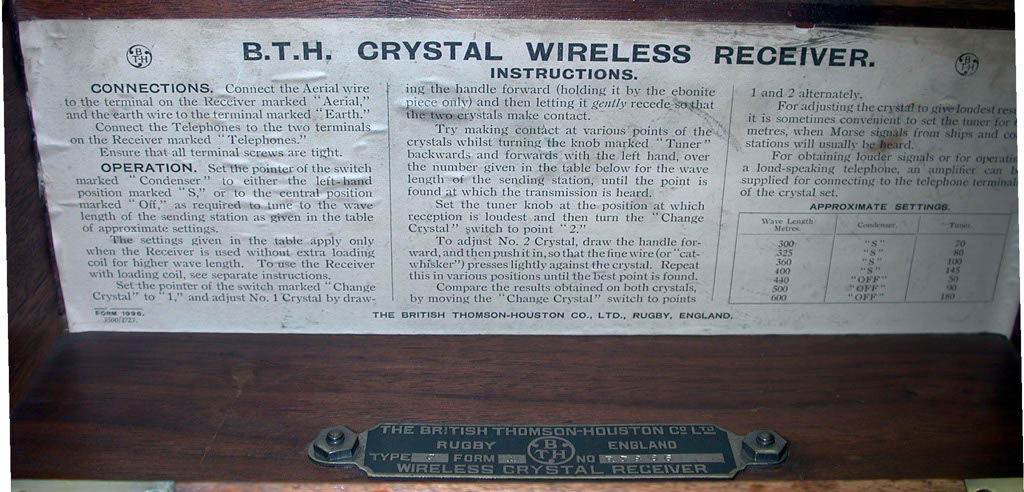 B.T.H. CRYSTAL WIRELESS RECEIVER.
INSTRUCTIONS.
CONNECTIONS. Connect the Aerial wire
to the terminal on the Receiver marked "Aerial,"
and the earth wire to the terminal marked "Earth."
Connect the Telephones to the two terminals
on the Receiver marked "Telephones."
Ensure that all terminal screws are tight.
OPERATION. Set the pointer of the switch
marked "Condenser" to either the left-hand
position marked "S," or to the central position
marked "Off," as required to tune to the wave
length of the sending station as given in the table
of approximate settings.
The settings given in the table apply only
when the Receiver is used without extra loading
coil for higher wave length. To use the Receiver
with loading coil, see separate instructions.
Set the pointer of the switch marked "Change
Crystal" to "1," and adjust No. 1 Crystal by draw-
ing the handle forward (holding it by the ebonite
piece only) and then letting it gently recede so that
the two crystals make contact.
Try making contact at various points of the
crystals whilst turning the knob marked "Tuner"
backwards and forwards with the left hand, over
the number given in the table below for the wave
length of the sending station, until the point is
found at which the transmission is heard.
Set the tuner knob at the position at which
reception is loudest and then turn the "Change
Crystal" switch to point "2."
To adjust No. 2 Crystal, draw the handle for-
ward, and then push it in, so that the fine wire (or "cat-
whisker") presses lightly against the crystal. Repeat
this in various positions until the best point is found.
Compare the results obtained on both crystals,
by moving the "Change Crystal" switch to points
1 and 2 alternately.
For adjusting the crystal to give loudest
it is sometimes convenient to set the tuner for
metres, when Morse signals from ships and
stations will usually be heard.
For obtaining louder signals or for
a loud-speaking telephone, an amplifier can
supplied for connecting to the telephone
of the crystal set.
APPROXIMATE SETTINGS.
Wave Length Metres. Condenser. Tuner.
300 "S" 20
325 "S" 80
360 "S" 100
400 "S" 145
440 "OFF" 50
500 "OFF" 90
600 "OFF" 180
FORM 1996.
THE BRITISH THOMSON-HOUSTON CO., LTD., RUGBY, ENGLAND.
THE BRITISH THOMSON-HOUSTON Co LTD
RUGBY BTH ENGLAND
TYPE FORM NO
WIRELESS CRYSTAL RECEIVER